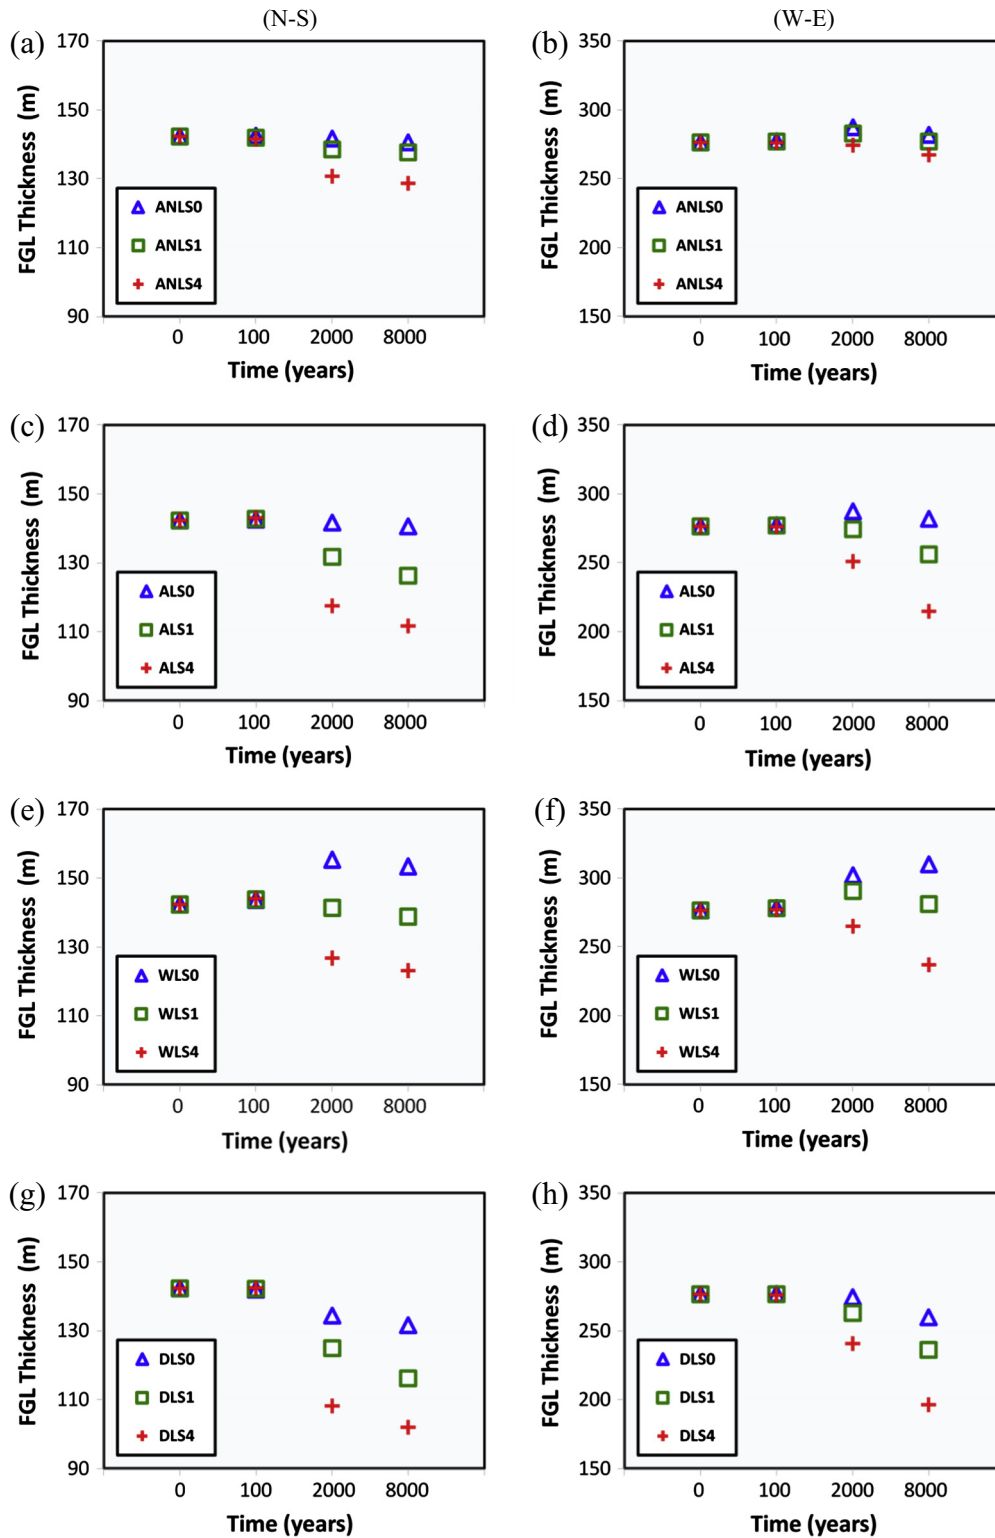 (N-S)
(W-E)
(a)
170
150
130
110
90
FGL Thickness (m)
ANLS0
ANLS1
ANLS4
0 100 2000 8000
Time (years)
(b)
350
300
250
200
150
FGL Thickness (m)
ANLS0
ANLS1
ANLS4
0 100 2000 8000
Time (years)
(c)
170
150
130
110
90
FGL Thickness (m)
ALS0
ALS1
ALS4
0 100 2000 8000
Time (years)
(d)
350
300
250
200
150
FGL Thickness (m)
ALS0
ALS1
ALS4
0 100 2000 8000
Time (years)
(e)
170
150
130
110
90
FGL Thickness (m)
WLS0
WLS1
WLS4
0 100 2000 8000
Time (years)
(f)
350
300
250
200
150
FGL Thickness (m)
WLS0
WLS1
WLS4
0 100 2000 8000
Time (years)
(g)
170
150
130
110
90
FGL Thickness (m)
DLS0
DLS1
DLS4
0 100 2000 8000
Time (years)
(h)
350
300
250
200
150
FGL Thickness (m)
DLS0
DLS1
DLS4
0 100 2000 8000
Time (years)